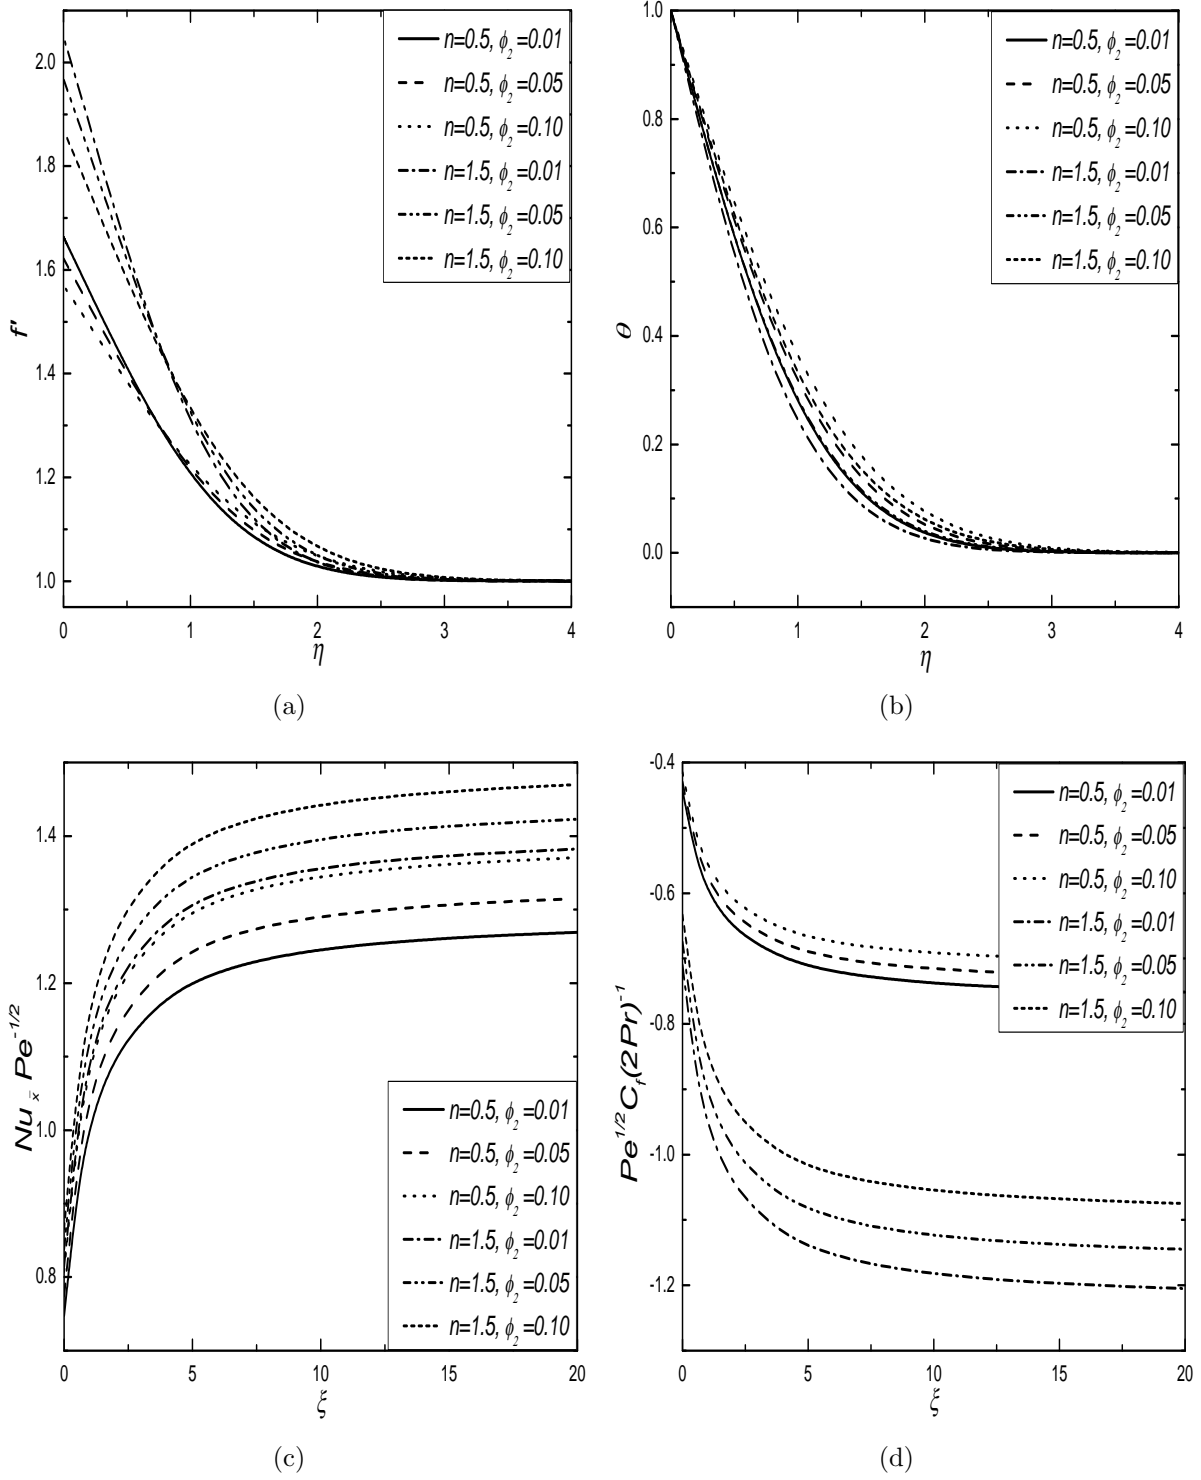 n=0.5, ϕ₂=0.01
n=0.5, ϕ₂=0.05
n=0.5, ϕ₂=0.10
n=1.5, ϕ₂=0.01
n=1.5, ϕ₂=0.05
n=1.5, ϕ₂=0.10
2.0
1.8
1.6
1.4
1.2
1.0
f'
0 1 2 3 4
η
(a)
n=0.5, ϕ₂=0.01
n=0.5, ϕ₂=0.05
n=0.5, ϕ₂=0.10
n=1.5, ϕ₂=0.01
n=1.5, ϕ₂=0.05
n=1.5, ϕ₂=0.10
1.0
0.8
0.6
0.4
0.2
0.0
θ
0 1 2 3 4
η
(b)
1.4
1.2
1.0
0.8
Nu_x̄ Pe^-1/2
n=0.5, ϕ₂=0.01
n=0.5, ϕ₂=0.05
n=0.5, ϕ₂=0.10
n=1.5, ϕ₂=0.01
n=1.5, ϕ₂=0.05
n=1.5, ϕ₂=0.10
0 5 10 15 20
ξ
(c)
n=0.5, ϕ₂=0.01
n=0.5, ϕ₂=0.05
n=0.5, ϕ₂=0.10
n=1.5, ϕ₂=0.01
n=1.5, ϕ₂=0.05
n=1.5, ϕ₂=0.10
-0.4
-0.6
-0.8
-1.0
-1.2
Pe^1/2 C_f (2Pr)^-1
0 5 10 15 20
ξ
(d)